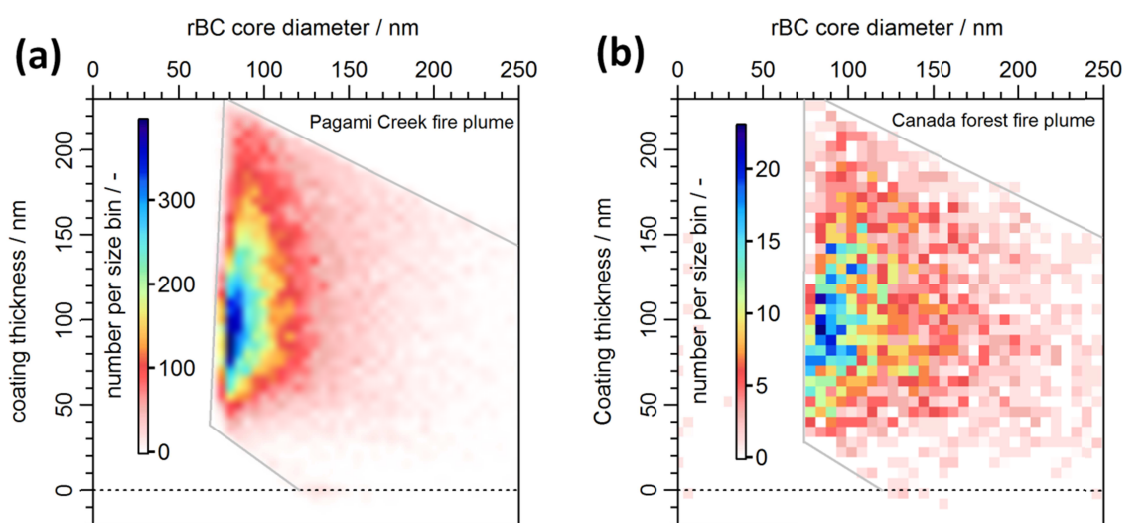 (a)
rBC core diameter / nm
0 50 100 150 200 250
Pagami Creek fire plume
coating thickness / nm
200
150
100
50
0
number per size bin / -
300
200
100
0
(b)
rBC core diameter / nm
0 50 100 150 200 250
Canada forest fire plume
Coating thickness / nm
200
150
100
50
0
number per size bin / -
20
15
10
5
0